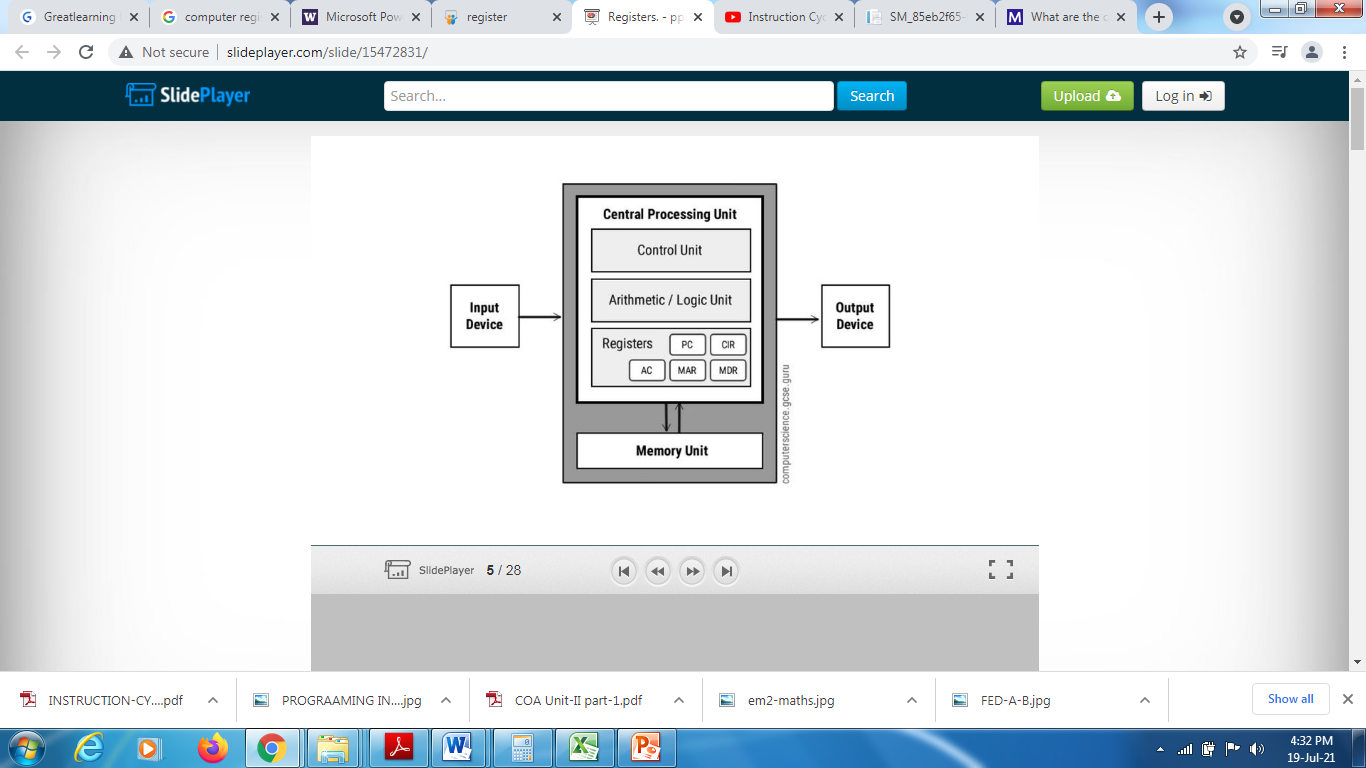 Greatlearning
computer regi
Microsoft Pow
register
Registers. - pp
Instruction Cyc
SM_85eb2f65-
What are the c
Not secure
slideplayer.com/slide/15472831/
SlidePlayer
Search...
Search
Upload
Log in
Central Processing Unit
Control Unit
Arithmetic / Logic Unit
Registers
PC
CIR
AC
MAR
MDR
Input
Device
Output
Device
Memory Unit
computerscience.gcse.guru
SlidePlayer
5 / 28
INSTRUCTION-CY....pdf
PROGRAAMING IN....jpg
COA Unit-II part-1.pdf
em2-maths.jpg
FED-A-B.jpg
Show all
4:32 PM
19-Jul-21